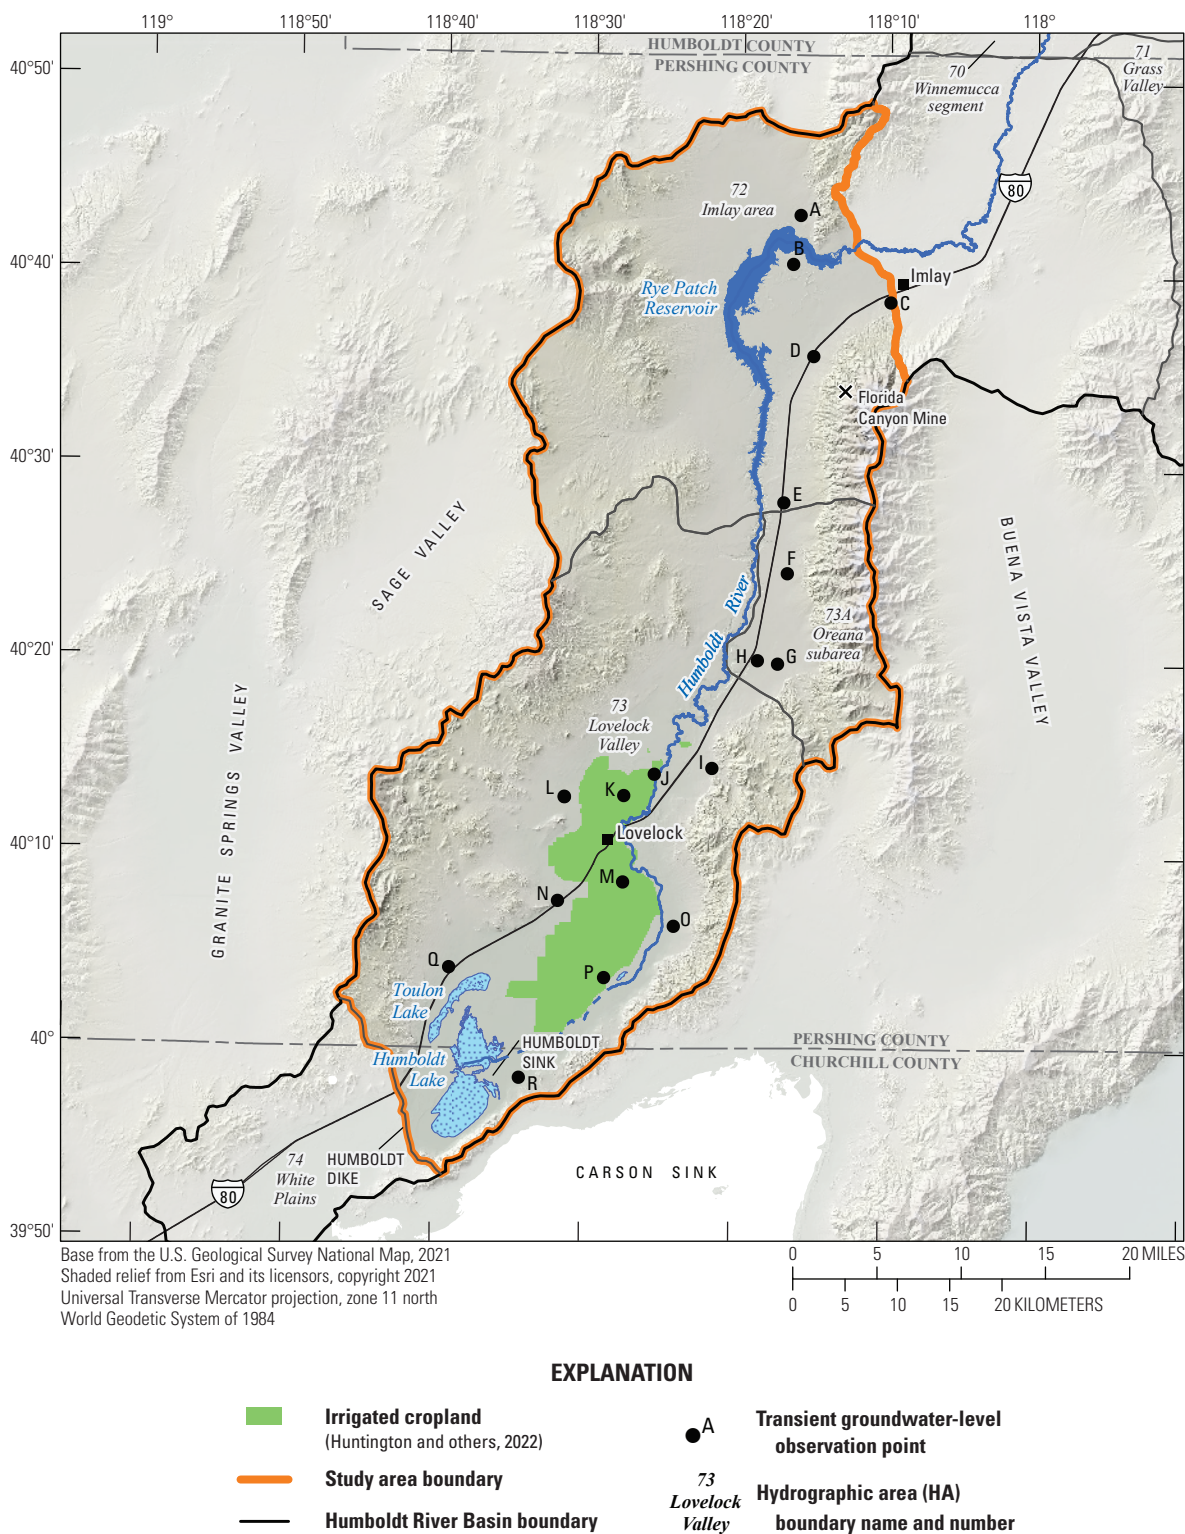 119° 118°50' 118°40' 118°30' 118°20' 118°10' 118°
40°50'
HUMBOLDT COUNTY
PERSHING COUNTY
70
Winnemucca
segment
71
Grass
Valley
80
72
Imlay area
A
B
40°40'
Rye Patch
Reservoir
Imlay
C
D
Florida
Canyon Mine
40°30'
E
SAGE VALLEY
BUENA VISTA VALLEY
F
Humboldt River
73A
Oreana
subarea
40°20'
H
G
GRANITE SPRINGS VALLEY
73
Lovelock
Valley
I
J
K
L
Lovelock
40°10'
M
N
O
P
Q
Toulon
Lake
40°
HUMBOLDT
SINK
PERSHING COUNTY
CHURCHILL COUNTY
Humboldt
Lake
R
74
White
Plains
HUMBOLDT
DIKE
CARSON SINK
80
39°50'
Base from the U.S. Geological Survey National Map, 2021
Shaded relief from Esri and its licensors, copyright 2021
Universal Transverse Mercator projection, zone 11 north
World Geodetic System of 1984
0 5 10 15 20 MILES
0 5 10 15 20 KILOMETERS
EXPLANATION
Irrigated cropland
(Huntington and others, 2022)
Study area boundary
Humboldt River Basin boundary
A
Transient groundwater-level
observation point
73
Lovelock
Valley
Hydrographic area (HA)
boundary name and number